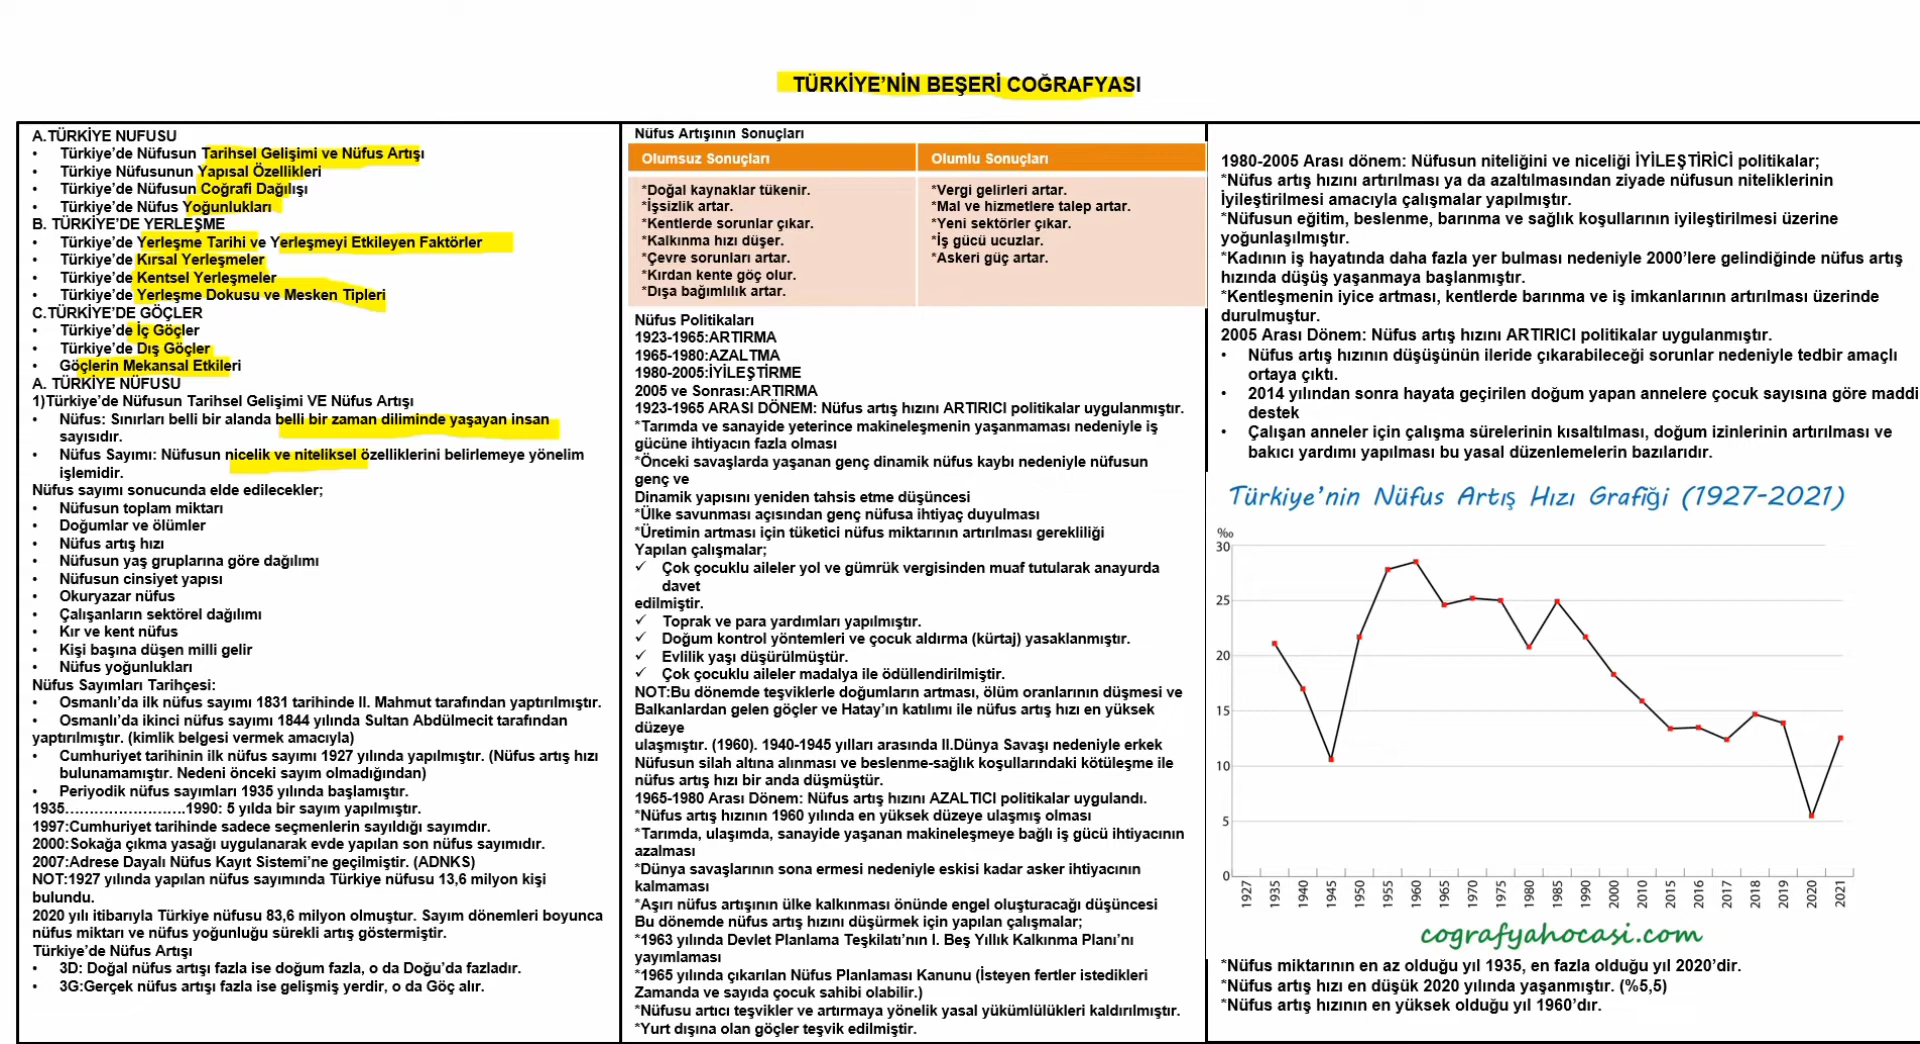 TÜRKİYE'NİN BEŞERİ COĞRAFYASI
A.TÜRKİYE NUFUSU
• Türkiye'de Nüfusun Tarihsel Gelişimi ve Nüfus Artışı
• Türkiye Nüfusunun Yapısal Özellikleri
• Türkiye'de Nüfusun Coğrafi Dağılışı
• Türkiye'de Nüfus Yoğunlukları
B. TÜRKİYE'DE YERLEŞME
• Türkiye'de Yerleşme Tarihi ve Yerleşmeyi Etkileyen Faktörler
• Türkiye'de Kırsal Yerleşmeler
• Türkiye'de Kentsel Yerleşmeler
• Türkiye'de Yerleşme Dokusu ve Mesken Tipleri
C.TÜRKİYE'DE GÖÇLER
• Türkiye'de İç Göçler
• Türkiye'de Dış Göçler
• Göçlerin Mekansal Etkileri
A. TÜRKİYE NÜFUSU
1)Türkiye'de Nüfusun Tarihsel Gelişimi VE Nüfus Artışı
• Nüfus: Sınırları belli bir alanda belli bir zaman diliminde yaşayan insan
sayısıdır.
• Nüfus Sayımı: Nüfusun nicelik ve niteliksel özelliklerini belirlemeye yönelim
işlemidir.
Nüfus sayımı sonucunda elde edilecekler;
• Nüfusun toplam miktarı
• Doğumlar ve ölümler
• Nüfus artış hızı
• Nüfusun yaş gruplarına göre dağılımı
• Nüfusun cinsiyet yapısı
• Okuryazar nüfus
• Çalışanların sektörel dağılımı
• Kır ve kent nüfus
• Kişi başına düşen milli gelir
• Nüfus yoğunlukları
Nüfus Sayımları Tarihçesi:
• Osmanlı'da ilk nüfus sayımı 1831 tarihinde II. Mahmut tarafından yaptırılmıştır.
• Osmanlı'da ikinci nüfus sayımı 1844 yılında Sultan Abdülmecit tarafından
yaptırılmıştır. (kimlik belgesi vermek amacıyla)
• Cumhuriyet tarihinin ilk nüfus sayımı 1927 yılında yapılmıştır. (Nüfus artış hızı
bulunamamıştır. Nedeni önceki sayım olmadığından)
• Periyodik nüfus sayımları 1935 yılında başlamıştır.
1935……………………..1990: 5 yılda bir sayım yapılmıştır.
1997:Cumhuriyet tarihinde sadece seçmenlerin sayıldığı sayımdır.
2000:Sokağa çıkma yasağı uygulanarak evde yapılan son nüfus sayımıdır.
2007:Adrese Dayalı Nüfus Kayıt Sistemi'ne geçilmiştir. (ADNKS)
NOT:1927 yılında yapılan nüfus sayımında Türkiye nüfusu 13,6 milyon kişi
bulundu.
2020 yılı itibarıyla Türkiye nüfusu 83,6 milyon olmuştur. Sayım dönemleri boyunca
nüfus miktarı ve nüfus yoğunluğu sürekli artış göstermiştir.
Türkiye'de Nüfus Artışı
• 3D: Doğal nüfus artışı fazla ise doğum fazla, o da Doğu'da fazladır.
• 3G:Gerçek nüfus artışı fazla ise gelişmiş yerdir, o da Göç alır.
Nüfus Artışının Sonuçları
Olumsuz Sonuçları
*Doğal kaynaklar tükenir.
*İşsizlik artar.
*Kentlerde sorunlar çıkar.
*Kalkınma hızı düşer.
*Çevre sorunları artar.
*Kırdan kente göç olur.
*Dışa bağımlılık artar.
Olumlu Sonuçları
*Vergi gelirleri artar.
*Mal ve hizmetlere talep artar.
*Yeni sektörler çıkar.
*İş gücü ucuzlar.
*Askeri güç artar.
Nüfus Politikaları
1923-1965:ARTIRMA
1965-1980:AZALTMA
1980-2005:İYİLEŞTİRME
2005 ve Sonrası:ARTIRMA
1923-1965 ARASI DÖNEM: Nüfus artış hızını ARTIRICI politikalar uygulanmıştır.
*Tarımda ve sanayide yeterince makineleşmenin yaşanmaması nedeniyle iş
gücüne ihtiyacın fazla olması
*Önceki savaşlarda yaşanan genç dinamik nüfus kaybı nedeniyle nüfusun
genç ve
Dinamik yapısını yeniden tahsis etme düşüncesi
*Ülke savunması açısından genç nüfusa ihtiyaç duyulması
*Üretimin artması için tüketici nüfus miktarının artırılması gerekliliği
Yapılan çalışmalar;
✓ Çok çocuklu aileler yol ve gümrük vergisinden muaf tutularak anayurda
davet
edilmiştir.
✓ Toprak ve para yardımları yapılmıştır.
✓ Doğum kontrol yöntemleri ve çocuk aldırma (kürtaj) yasaklanmıştır.
✓ Evlilik yaşı düşürülmüştür.
✓ Çok çocuklu aileler madalya ile ödüllendirilmiştir.
NOT:Bu dönemde teşviklerle doğumların artması, ölüm oranlarının düşmesi ve
Balkanlardan gelen göçler ve Hatay'ın katılımı ile nüfus artış hızı en yüksek
düzeye
ulaşmıştır. (1960). 1940-1945 yılları arasında II.Dünya Savaşı nedeniyle erkek
Nüfusun silah altına alınması ve beslenme-sağlık koşullarındaki kötüleşme ile
nüfus artış hızı bir anda düşmüştür.
1965-1980 Arası Dönem: Nüfus artış hızını AZALTICI politikalar uygulandı.
*Nüfus artış hızının 1960 yılında en yüksek düzeye ulaşmış olması
*Tarımda, ulaşımda, sanayide yaşanan makineleşmeye bağlı iş gücü ihtiyacının
azalması
*Dünya savaşlarının sona ermesi nedeniyle eskisi kadar asker ihtiyacının
kalmaması
*Aşırı nüfus artışının ülke kalkınması önünde engel oluşturacağı düşüncesi
Bu dönemde nüfus artış hızını düşürmek için yapılan çalışmalar;
*1963 yılında Devlet Planlama Teşkilatı'nın I. Beş Yıllık Kalkınma Planı'nı
yayımlaması
*1965 yılında çıkarılan Nüfus Planlaması Kanunu (İsteyen fertler istedikleri
Zamanda ve sayıda çocuk sahibi olabilir.)
*Nüfusu artıcı teşvikler ve artırmaya yönelik yasal yükümlülükleri kaldırılmıştır.
*Yurt dışına olan göçler teşvik edilmiştir.
1980-2005 Arası dönem: Nüfusun niteliğini ve niceliği İYİLEŞTİRİCİ politikalar;
*Nüfus artış hızını artırılması ya da azaltılmasından ziyade nüfusun niteliklerinin
İyileştirilmesi amacıyla çalışmalar yapılmıştır.
*Nüfusun eğitim, beslenme, barınma ve sağlık koşullarının iyileştirilmesi üzerine
yoğunlaşılmıştır.
*Kadının iş hayatında daha fazla yer bulması nedeniyle 2000'lere gelindiğinde nüfus artış
hızında düşüş yaşanmaya başlanmıştır.
*Kentleşmenin iyice artması, kentlerde barınma ve iş imkanlarının artırılması üzerinde
durulmuştur.
2005 Arası Dönem: Nüfus artış hızını ARTIRICI politikalar uygulanmıştır.
• Nüfus artış hızının düşüşünün ileride çıkarabileceği sorunlar nedeniyle tedbir amaçlı
ortaya çıktı.
• 2014 yılından sonra hayata geçirilen doğum yapan annelere çocuk sayısına göre maddi
destek
• Çalışan anneler için çalışma sürelerinin kısaltılması, doğum izinlerinin artırılması ve
bakıcı yardımı yapılması bu yasal düzenlemelerin bazılarıdır.
Türkiye'nin Nüfus Artış Hızı Grafiği (1927-2021)
‰
30
25
20
15
10
5
0
1927 1935 1940 1945 1950 1955 1960 1965 1970 1975 1980 1985 1990 2000 2010 2015 2016 2017 2018 2019 2020 2021
cografyahocasi.com
*Nüfus miktarının en az olduğu yıl 1935, en fazla olduğu yıl 2020'dir.
*Nüfus artış hızı en düşük 2020 yılında yaşanmıştır. (%5,5)
*Nüfus artış hızının en yüksek olduğu yıl 1960'dır.